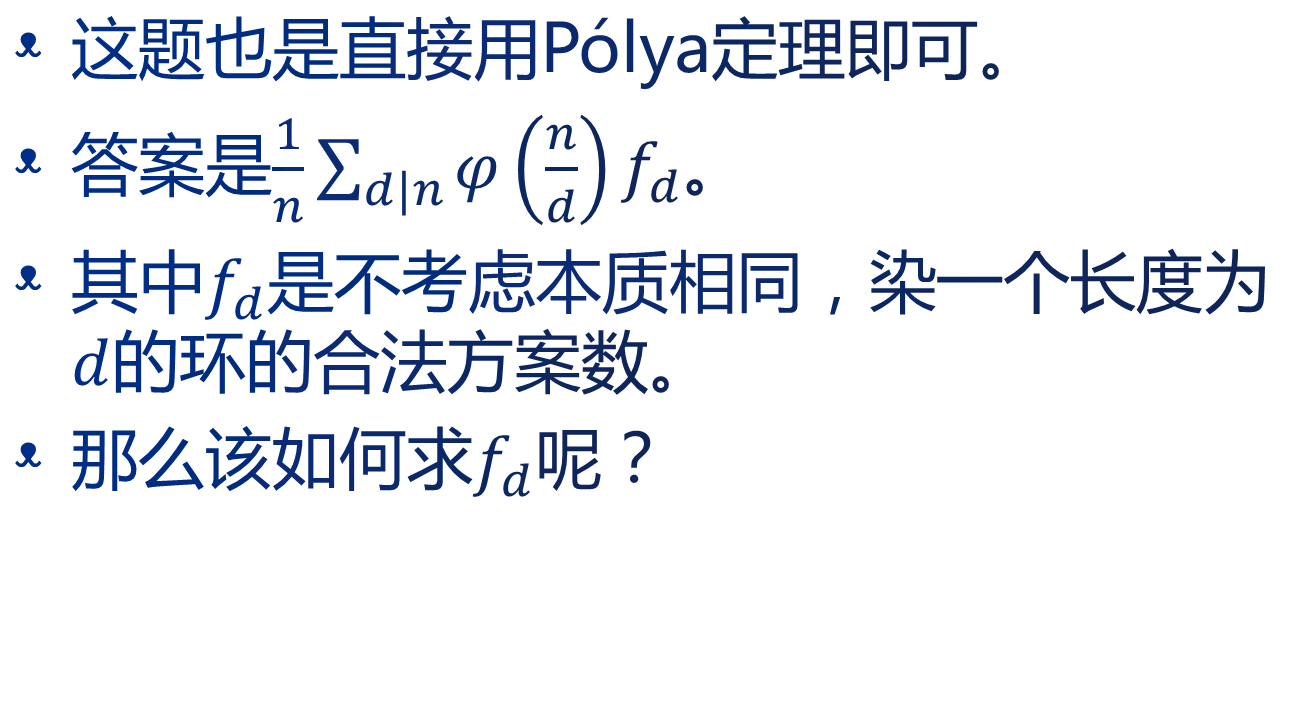 这题也是直接用Pólya定理即可。
答案是\frac{1}{n}∑_{d|n} φ(\frac{n}{d}) f_d。
其中f_d是不考虑本质相同，染一个长度为
d的环的合法方案数。
那么该如何求f_d呢？